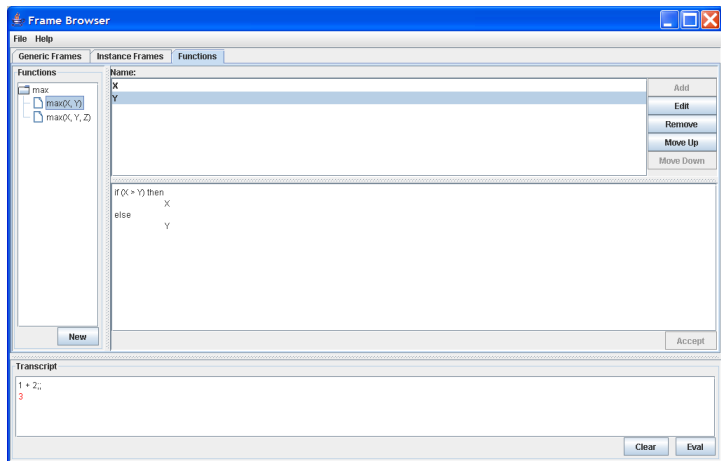 Frame Browser
File Help
Generic Frames Instance Frames Functions
Functions
max
max(X, Y)
max(X, Y, Z)
New
Name:
X
Y
Add
Edit
Remove
Move Up
Move Down
if (X > Y) then
X
else
Y
Accept
Transcript
1 + 2;;
3
Clear Eval